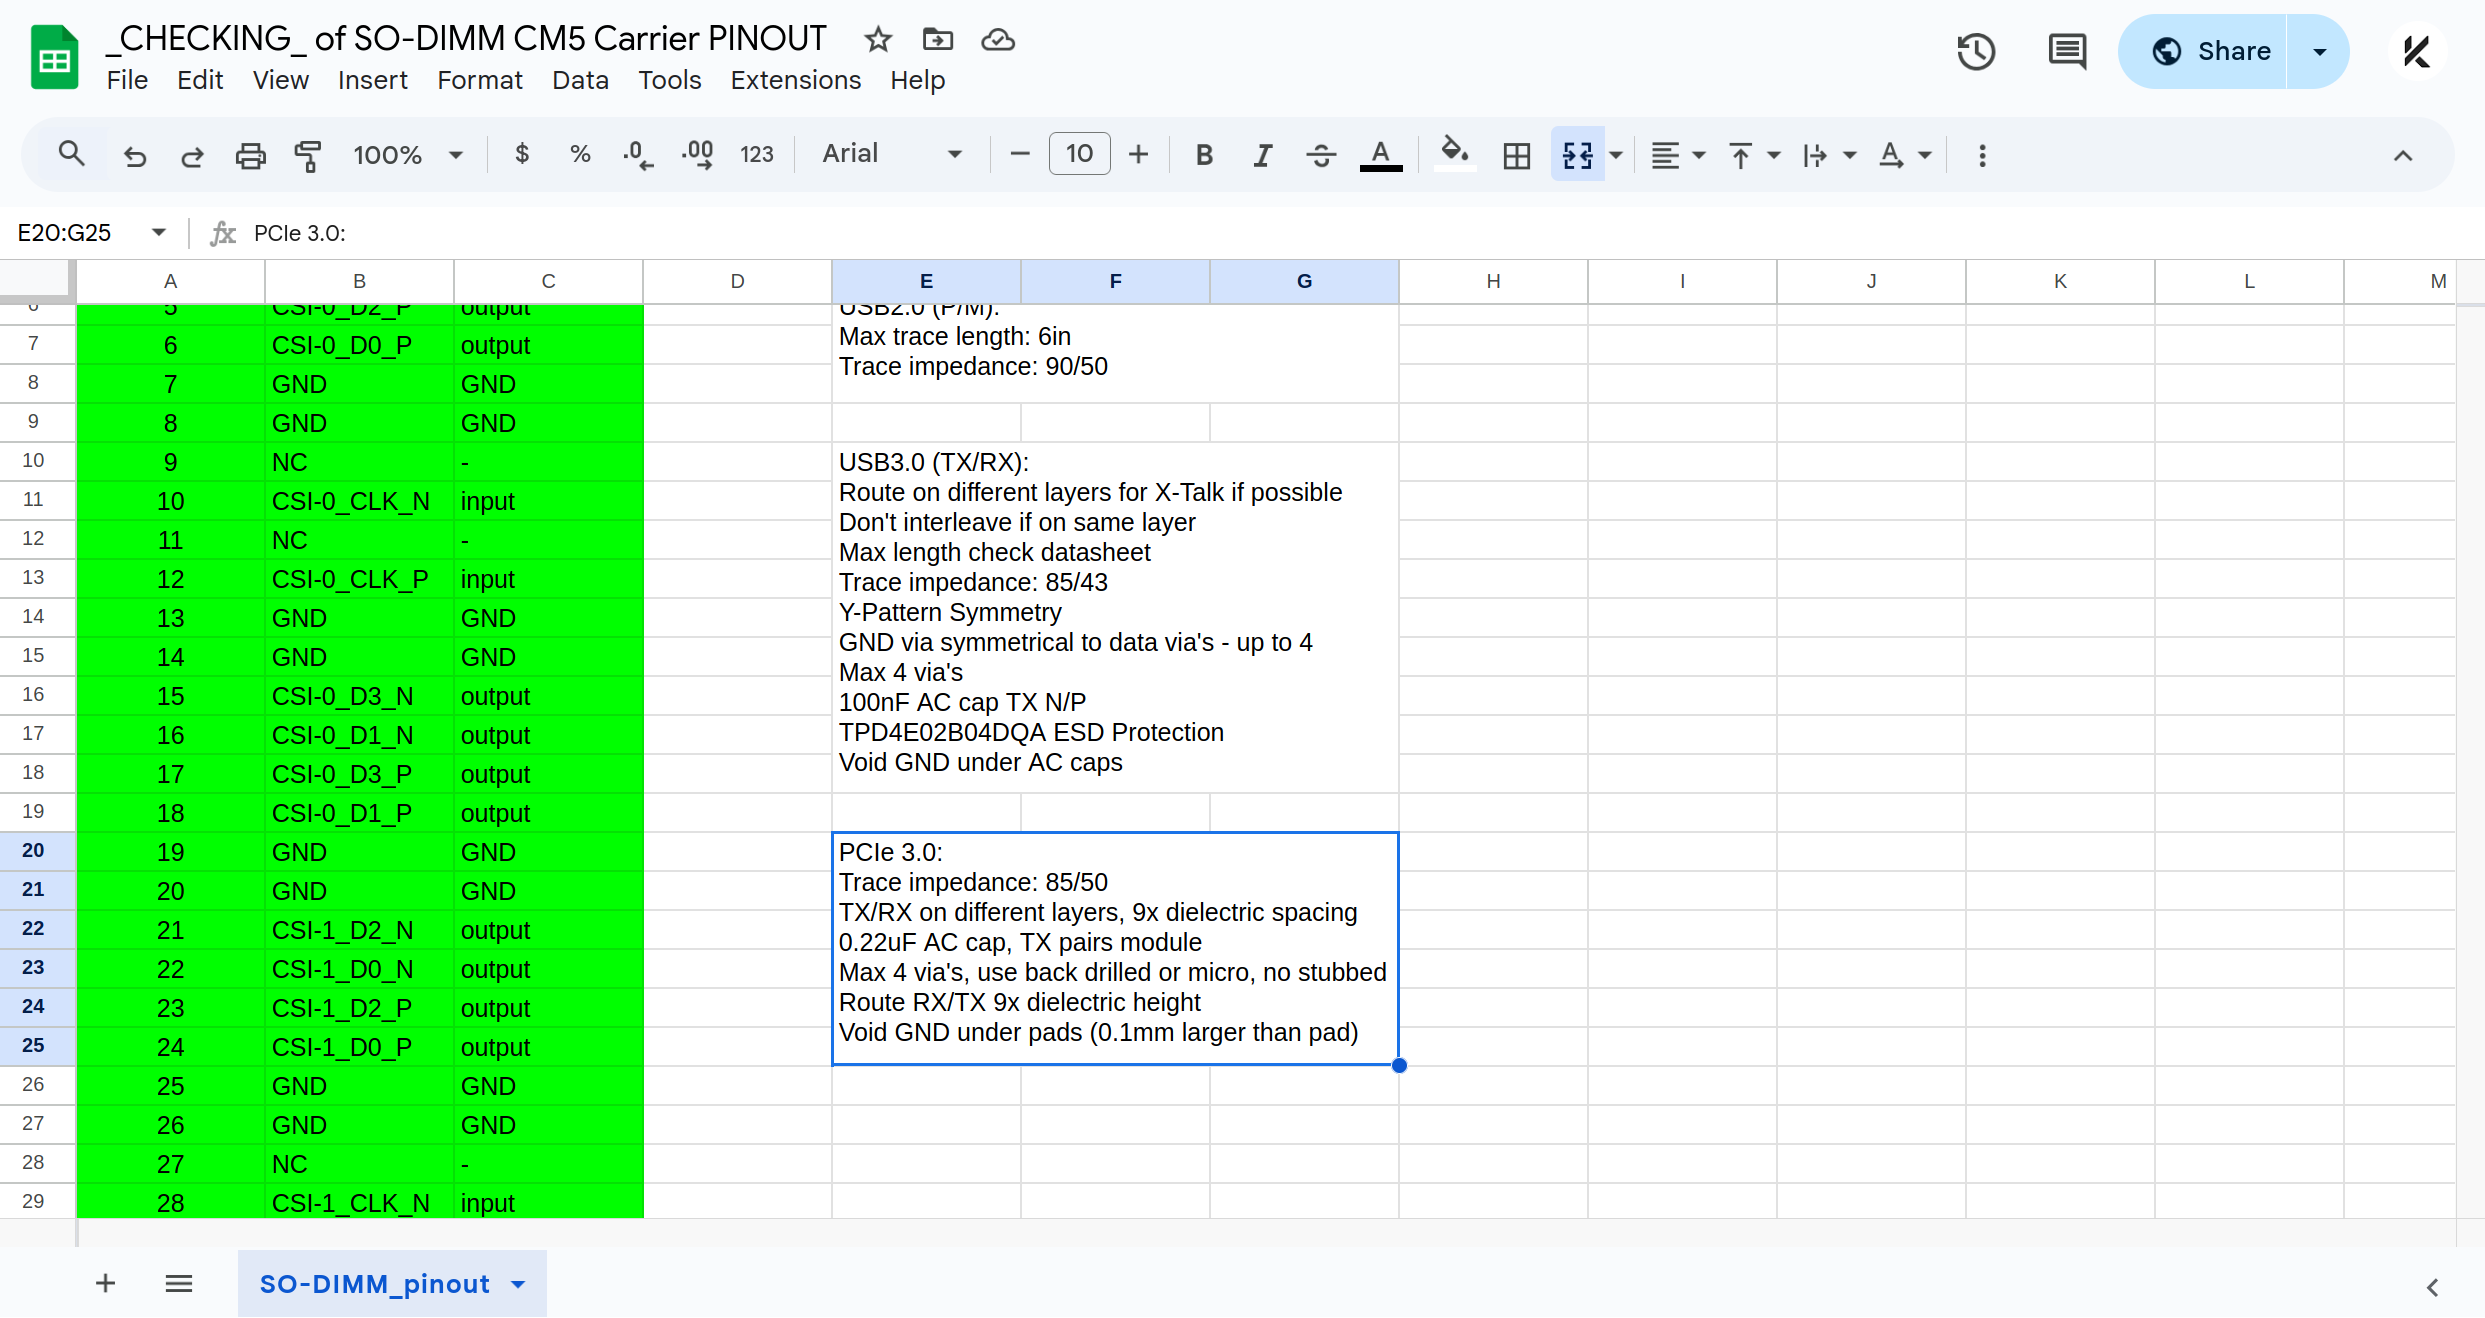 _CHECKING_ of SO-DIMM CM5 Carrier PINOUT
File Edit View Insert Format Data Tools Extensions Help
Share
100% $ % .0 .00 123 Arial 10 B I A A
E20:G25 fx PCIe 3.0:
A B C D E F G H I J K L M
6 5 CSI-0_D2_P output USB2.0 (P/M):
7 6 CSI-0_D0_P output Max trace length: 6in
8 7 GND GND Trace impedance: 90/50
9 8 GND GND
10 9 NC - USB3.0 (TX/RX):
11 10 CSI-0_CLK_N input Route on different layers for X-Talk if possible
Don't interleave if on same layer
12 11 NC - Max length check datasheet
13 12 CSI-0_CLK_P input Trace impedance: 85/43
14 13 GND GND Y-Pattern Symmetry
15 14 GND GND GND via symmetrical to data via's - up to 4
Max 4 via's
16 15 CSI-0_D3_N output 100nF AC cap TX N/P
17 16 CSI-0_D1_N output TPD4E02B04DQA ESD Protection
18 17 CSI-0_D3_P output Void GND under AC caps
19 18 CSI-0_D1_P output
20 19 GND GND PCIe 3.0:
21 20 GND GND Trace impedance: 85/50
TX/RX on different layers, 9x dielectric spacing
22 21 CSI-1_D2_N output 0.22uF AC cap, TX pairs module
23 22 CSI-1_D0_N output Max 4 via's, use back drilled or micro, no stubbed
24 23 CSI-1_D2_P output Route RX/TX 9x dielectric height
25 24 CSI-1_D0_P output Void GND under pads (0.1mm larger than pad)
26 25 GND GND
27 26 GND GND
28 27 NC -
29 28 CSI-1_CLK_N input
SO-DIMM_pinout